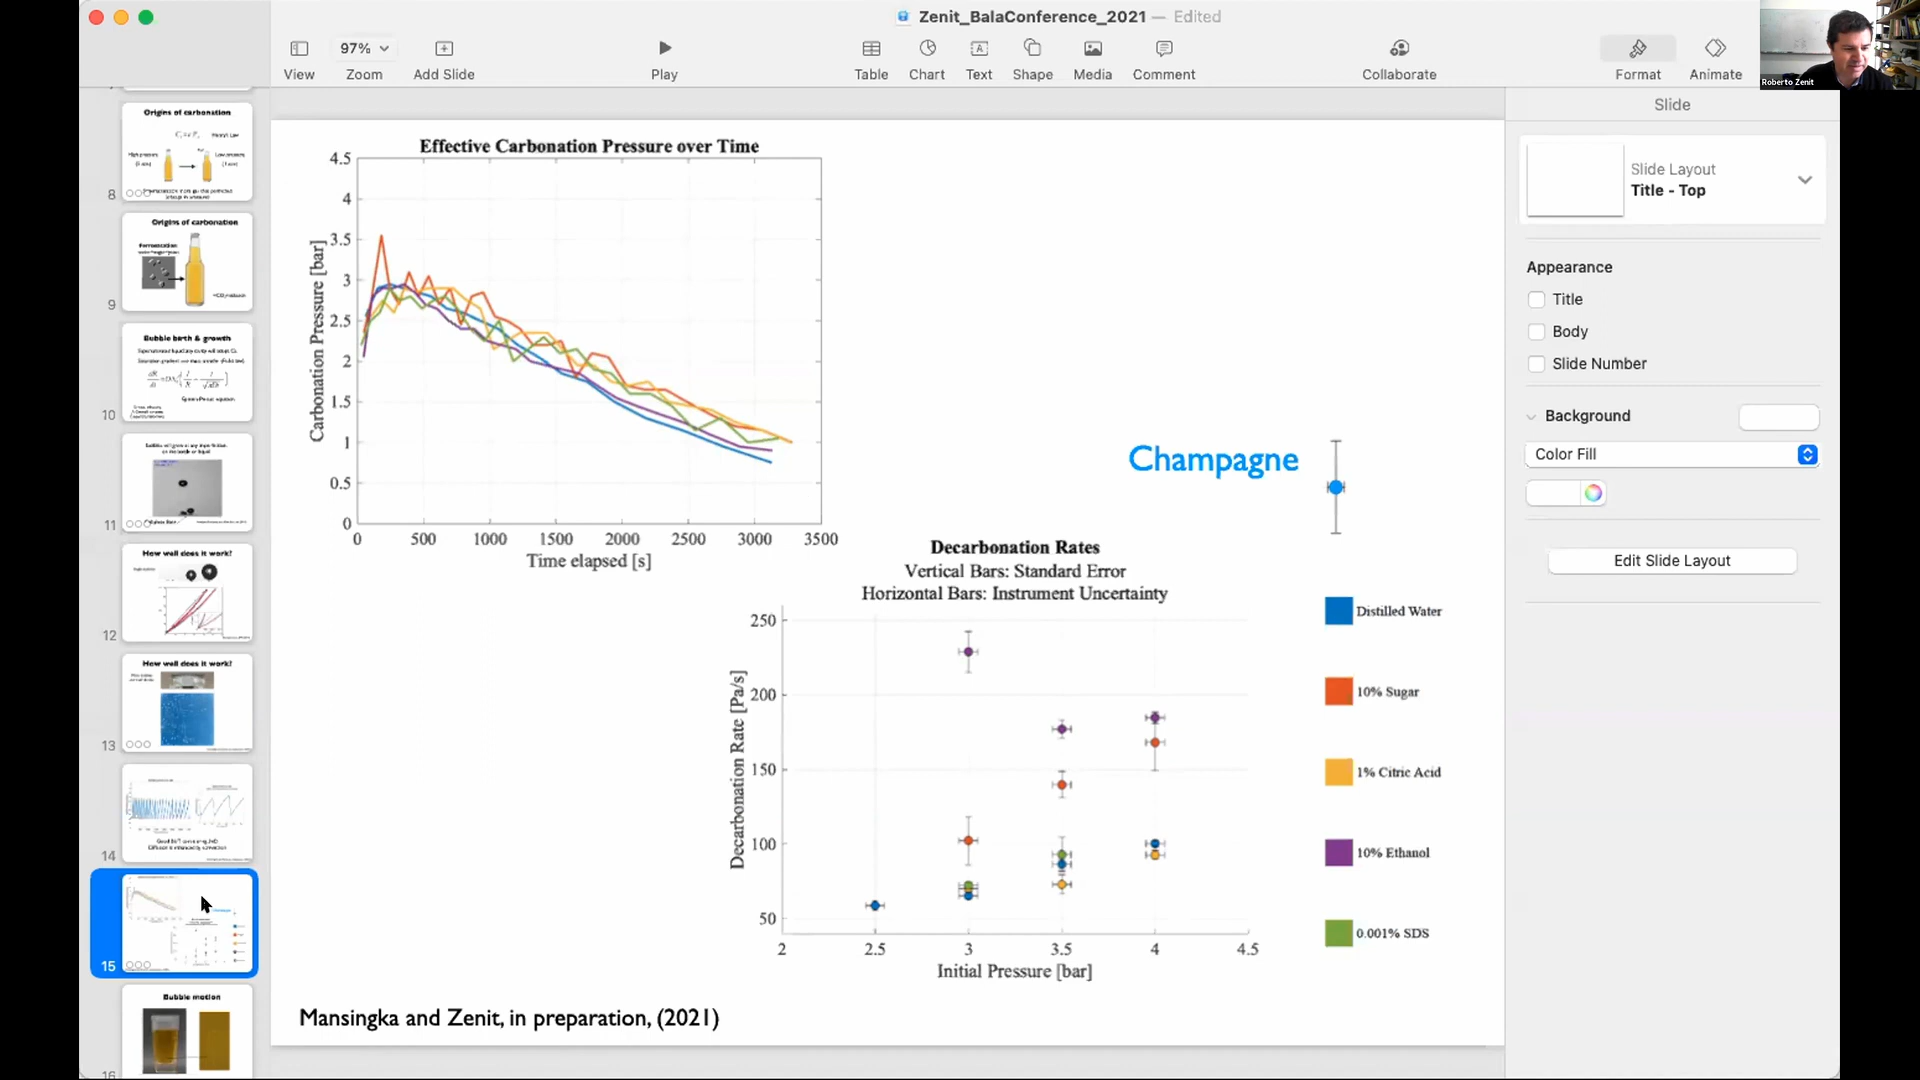 Zenit_BalaConference_2021 — Edited
97%
View
Zoom
Add Slide
Play
Table
Chart
Text
Shape
Media
Comment
Collaborate
Format
Animate
Roberto Zenit
Origins of carbonation
8
Origins of carbonation
Fermentation
9
Bubble birth & growth
10
11
How well does it work?
12
How well does it work?
13
14
15
Bubble motion
16
Effective Carbonation Pressure over Time
Carbonation Pressure [bar]
4.5
4
3.5
3
2.5
2
1.5
1
0.5
0
0 500 1000 1500 2000 2500 3000 3500
Time elapsed [s]
Champagne
Decarbonation Rates
Vertical Bars: Standard Error
Horizontal Bars: Instrument Uncertainty
Decarbonation Rate [Pa/s]
250
200
150
100
50
2 2.5 3 3.5 4 4.5
Initial Pressure [bar]
Distilled Water
10% Sugar
1% Citric Acid
10% Ethanol
0.001% SDS
Mansingka and Zenit, in preparation, (2021)
Slide
Slide Layout
Title - Top
Appearance
Title
Body
Slide Number
Background
Color Fill
Edit Slide Layout